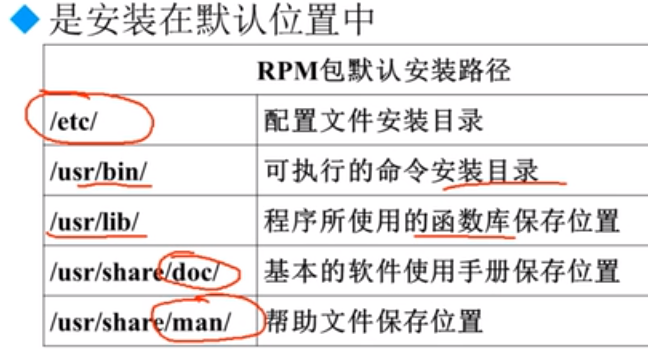 是安装在默认位置中
RPM包默认安装路径
/etc/ 配置文件安装目录
/usr/bin/ 可执行的命令安装目录
/usr/lib/ 程序所使用的函数库保存位置
/usr/share/doc/ 基本的软件使用手册保存位置
/usr/share/man/ 帮助文件保存位置